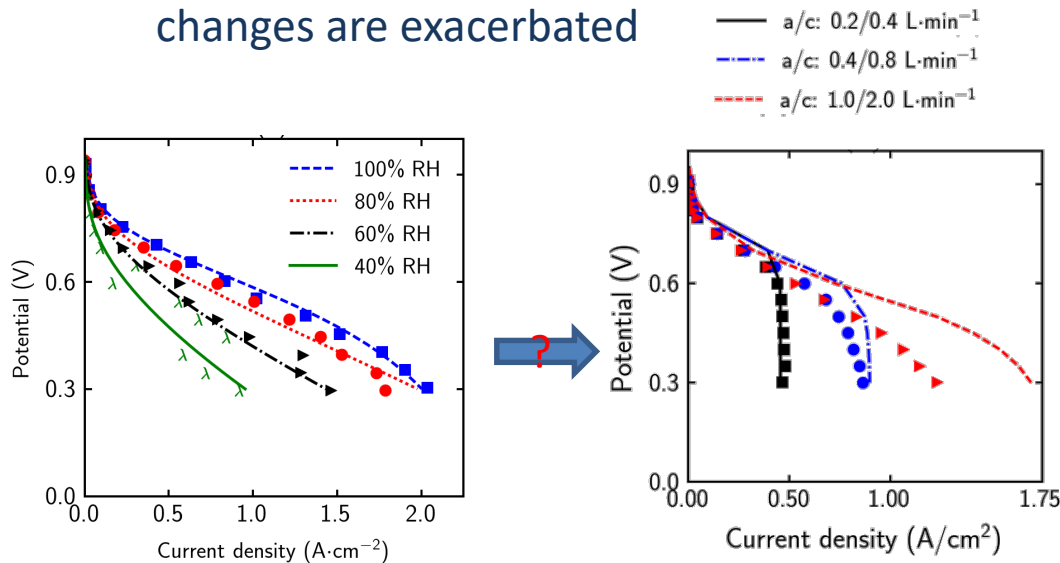 changes are exacerbated
a/c: 0.2/0.4 L·min⁻¹
a/c: 0.4/0.8 L·min⁻¹
a/c: 1.0/2.0 L·min⁻¹
100% RH
80% RH
60% RH
40% RH
0.9
0.6
0.3
0.0
Potential (V)
0.0 0.5 1.0 1.5 2.0
Current density (A·cm⁻²)
λ
λ
λ
λ
λ
λ
λ
λ
λ
λ
?
0.9
0.6
0.3
0.0
Potential (V)
0.00 0.50 1.00 1.75
Current density (A/cm²)